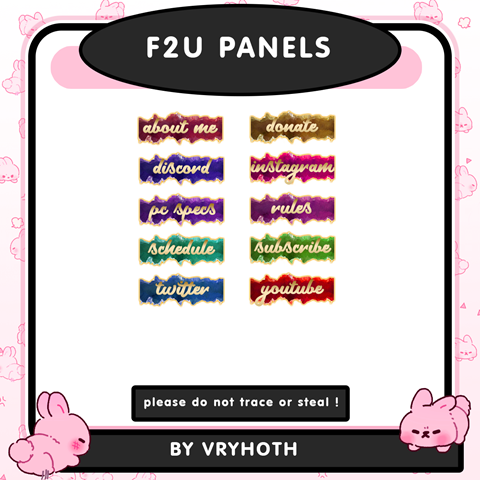 F2U PANELS
about me
donate
discord
instagram
pc specs
rules
schedule
subscribe
twitter
youtube
please do not trace or steal !
BY VRYHOTH